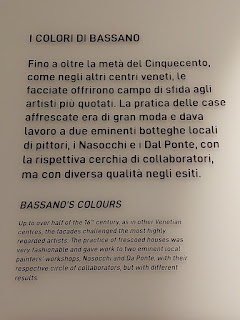 I COLORI DI BASSANO
Fino a oltre la metà del Cinquecento,
come negli altri centri veneti, le
facciate offrirono campo di sfida agli
artisti più quotati. La pratica delle case
affrescate era di gran moda e dava
lavoro a due eminenti botteghe locali
di pittori, i Nasocchi e i Dal Ponte, con
la rispettiva cerchia di collaboratori,
ma con diversa qualità negli esiti.
BASSANO'S COLOURS
Up to over half of the 16th century, as in other Venetian
centres, the facades challenged the most highly
regarded artists. The practice of frescoed houses was
very fashionable and gave work to two eminent local
painters' workshops, Nasocchi and Da Ponte, with their
respective circle of collaborators, but with different
results.